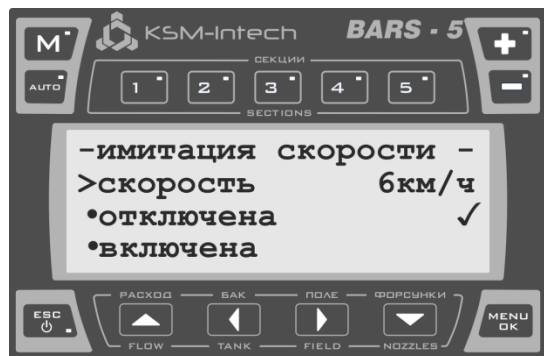 M
KSM-Intech BARS - 5
+
AUTO
СЕКЦИИ
1 2 3 4 5
-
SECTIONS
-имитация скорости -
>скорость 6км/ч
•отключена ✓
•включена
РАСХОД БАК ПОЛЕ ФОРСУНКИ
ESC
MENU
OK
FLOW TANK FIELD NOZZLES